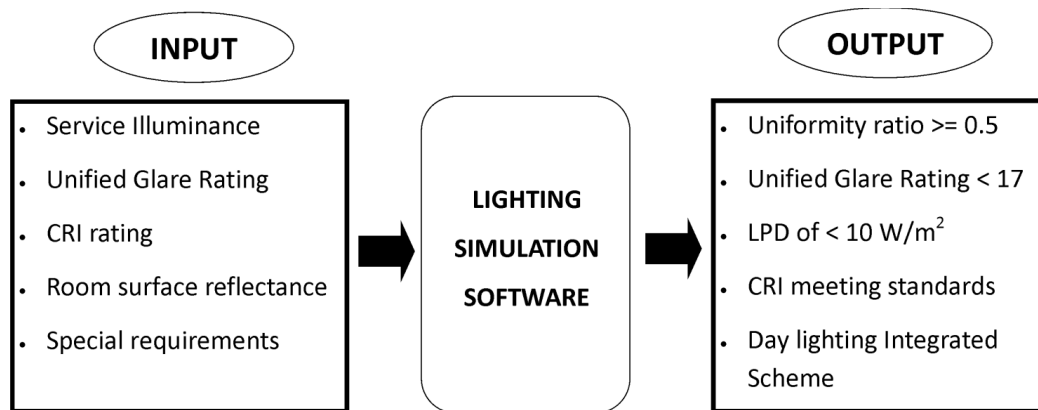 INPUT
• Service Illuminance
• Unified Glare Rating
• CRI rating
• Room surface reflectance
• Special requirements
LIGHTING
SIMULATION
SOFTWARE
OUTPUT
• Uniformity ratio >= 0.5
• Unified Glare Rating < 17
• LPD of < 10 W/m²
• CRI meeting standards
• Day lighting Integrated
Scheme